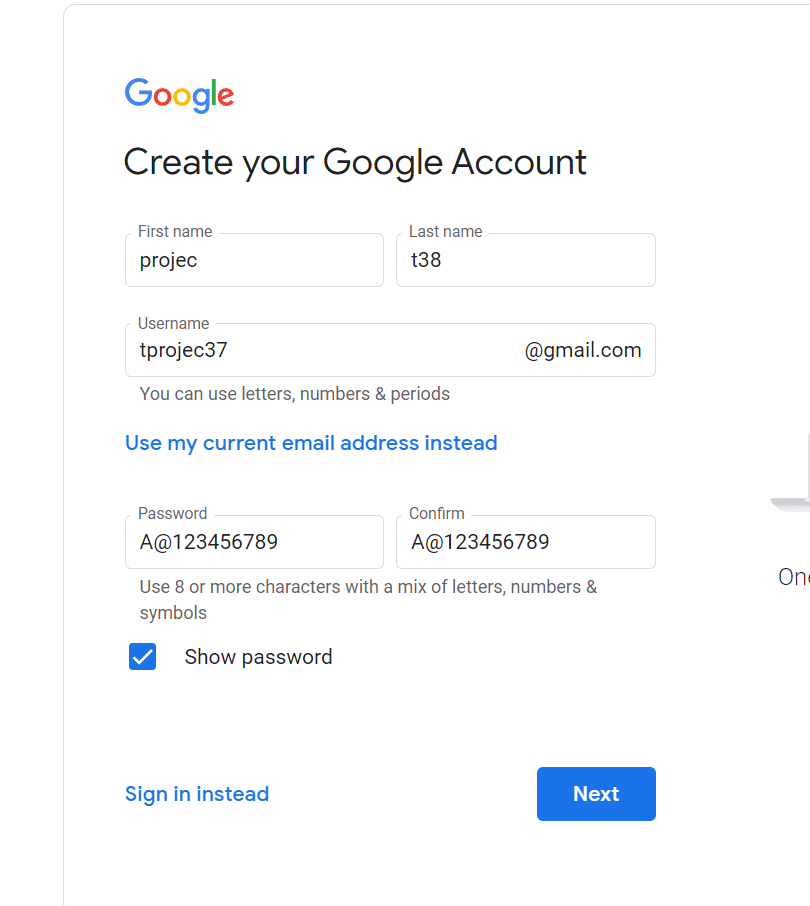 Google
Create your Google Account
First name
Last name
projec
t38
Username
tprojec37
@gmail.com
You can use letters, numbers & periods
Use my current email address instead
Password
Confirm
A@123456789
A@123456789
Use 8 or more characters with a mix of letters, numbers &
symbols
Show password
Sign in instead
Next